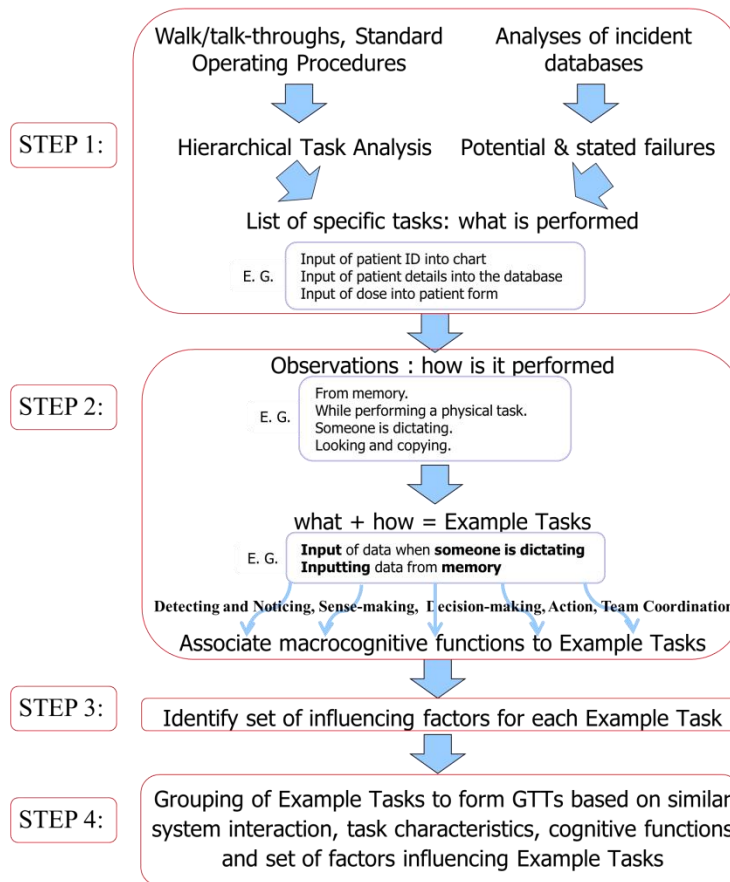 Walk/talk-throughs, Standard
Operating Procedures
Analyses of incident
databases
STEP 1:
Hierarchical Task Analysis
Potential & stated failures
List of specific tasks: what is performed
E. G.
Input of patient ID into chart
Input of patient details into the database
Input of dose into patient form
STEP 2:
Observations : how is it performed
E. G.
From memory.
While performing a physical task.
Someone is dictating.
Looking and copying.
what + how = Example Tasks
E. G.
Input of data when someone is dictating
Inputting data from memory
Detecting and Noticing, Sense-making, Decision-making, Action, Team Coordination
Associate macrocognitive functions to Example Tasks
STEP 3:
Identify set of influencing factors for each Example Task
STEP 4:
Grouping of Example Tasks to form GTTs based on similar
system interaction, task characteristics, cognitive functions
and set of factors influencing Example Tasks